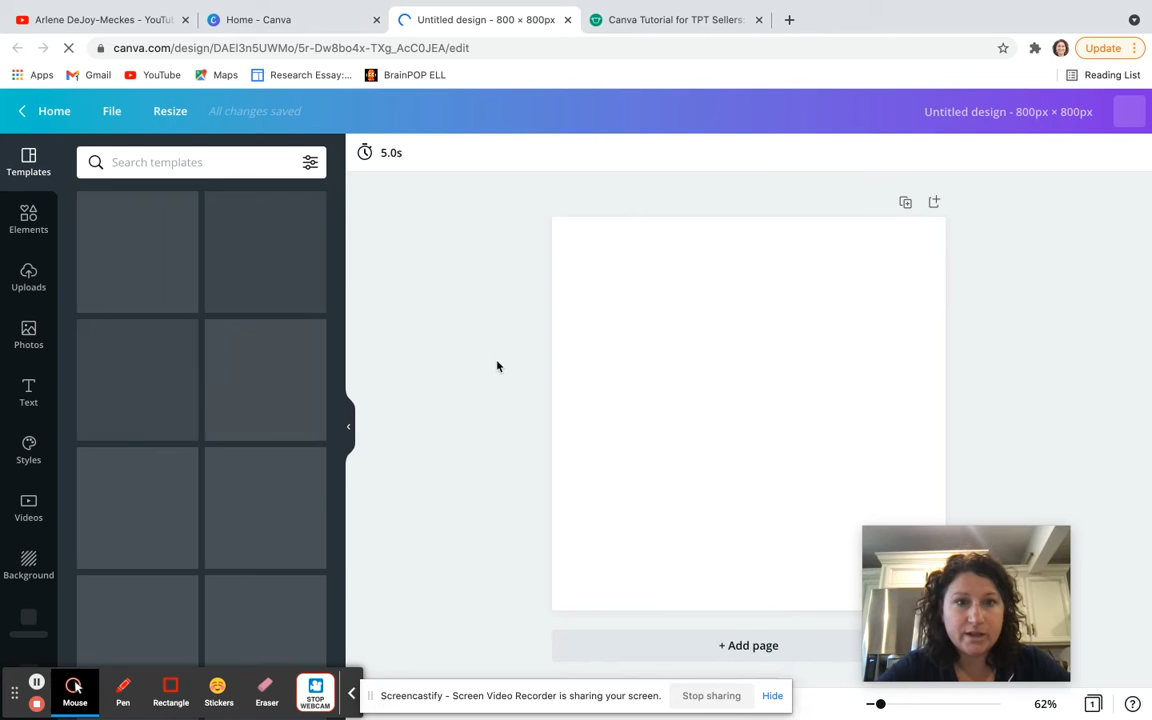 Arlene DeJoy-Meckes - YouTu
Home - Canva
Untitled design - 800 × 800px
Canva Tutorial for TPT Sellers:
canva.com/design/DAEl3n5UWMo/5r-Dw8bo4x-TXg_AcC0JEA/edit
Update
Apps
Gmail
YouTube
Maps
Research Essay:...
BrainPOP ELL
Reading List
Home
File
Resize
All changes saved
Untitled design - 800px × 800px
Templates
Search templates
5.0s
Elements
Uploads
Photos
Text
Styles
Videos
Background
+ Add page
Mouse
Pen
Rectangle
Stickers
Eraser
STOP
WEBCAM
Screencastify - Screen Video Recorder is sharing your screen.
Stop sharing
Hide
62%
1
?